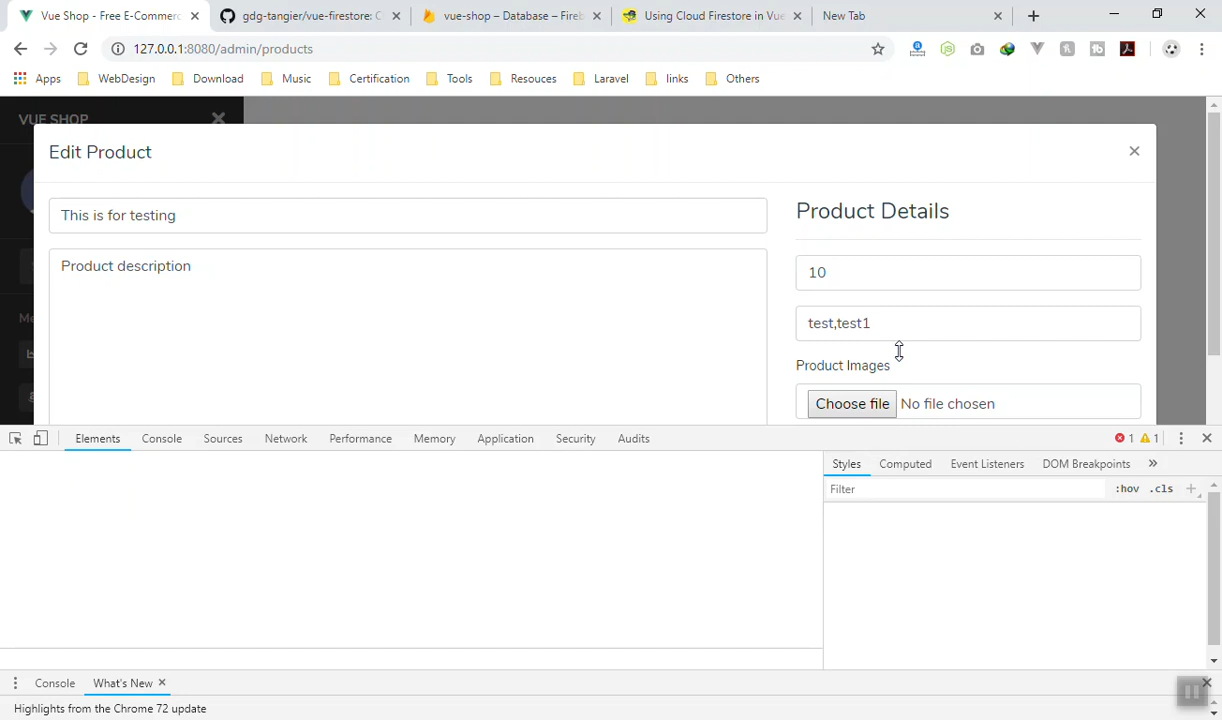 Vue Shop - Free E-Commerc
gdg-tangier/vue-firestore: C
vue-shop – Database – Fireb
Using Cloud Firestore in Vue
New Tab
127.0.0.1:8080/admin/products
Apps
WebDesign
Download
Music
Certification
Tools
Resouces
Laravel
links
Others
VUE SHOP
Edit Product
This is for testing
Product description
Product Details
10
test,test1
Product Images
Choose file No file chosen
Me
Elements
Console
Sources
Network
Performance
Memory
Application
Security
Audits
1
1
Styles
Computed
Event Listeners
DOM Breakpoints
Filter
:hov .cls
Console
What's New
Highlights from the Chrome 72 update